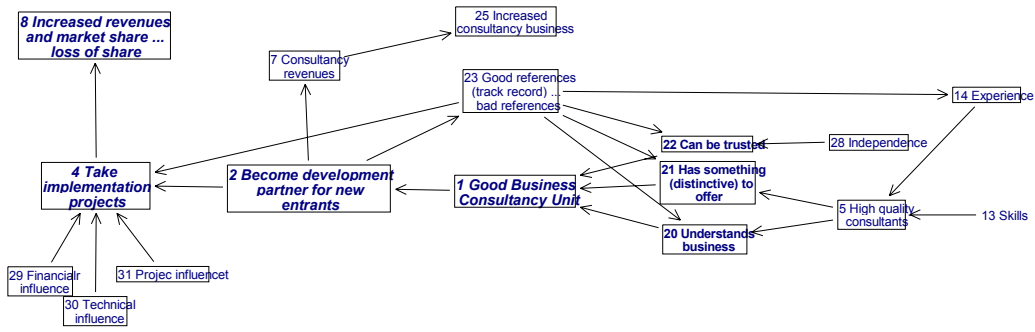 8 Increased revenues
and market share ...
loss of share
25 Increased
consultancy business
7 Consultancy
revenues
23 Good references
(track record) ...
bad references
14 Experience
22 Can be trusted
28 Independence
4 Take
implementation
projects
2 Become development
partner for new
entrants
1 Good Business
Consultancy Unit
21 Has something
(distinctive) to
offer
5 High quality
consultants
13 Skills
20 Understands
business
29 Financialr
influence
31 Projec influencet
30 Technical
influence